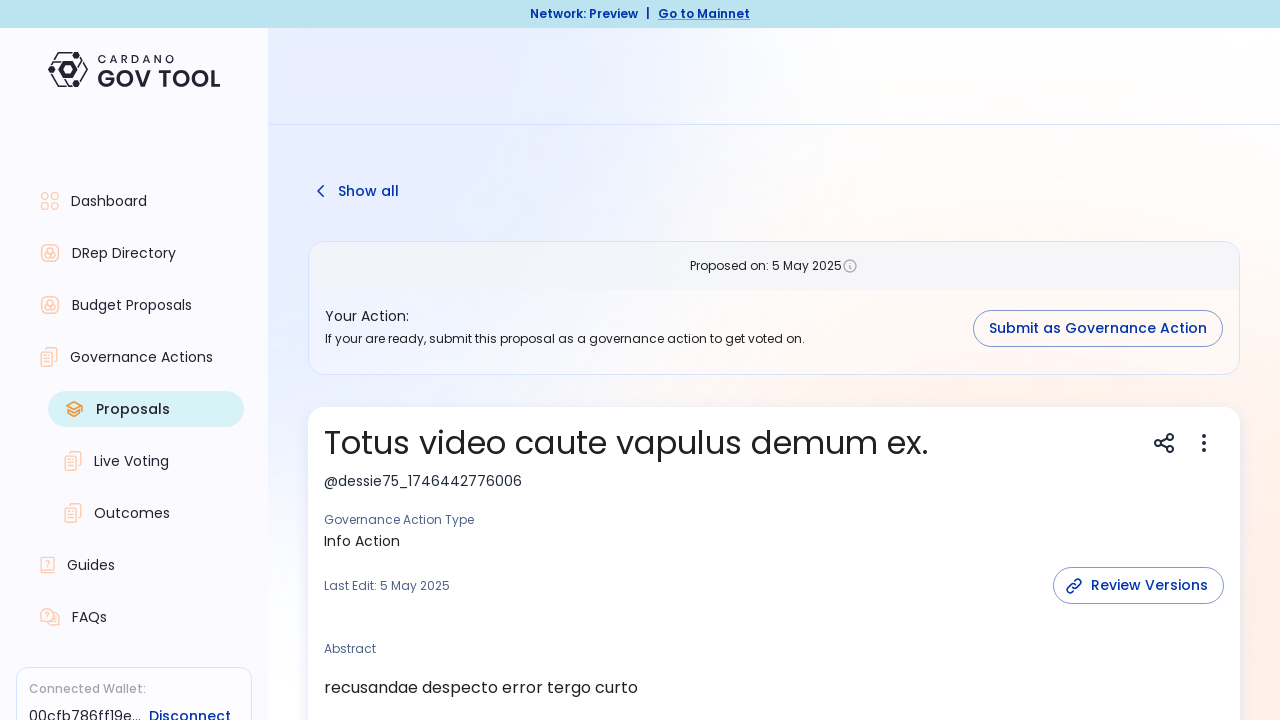 Network: Preview | Go to Mainnet
CARDANO
GOV TOOL
Dashboard
DRep Directory
Budget Proposals
Governance Actions
Proposals
Live Voting
Outcomes
Guides
FAQs
Connected Wallet:
00cfb786ff19e... Disconnect
Show all
Proposed on: 5 May 2025
Your Action:
If your are ready, submit this proposal as a governance action to get voted on.
Submit as Governance Action
Totus video caute vapulus demum ex.
@dessie75_1746442776006
Governance Action Type
Info Action
Last Edit: 5 May 2025
Review Versions
Abstract
recusandae despecto error tergo curto